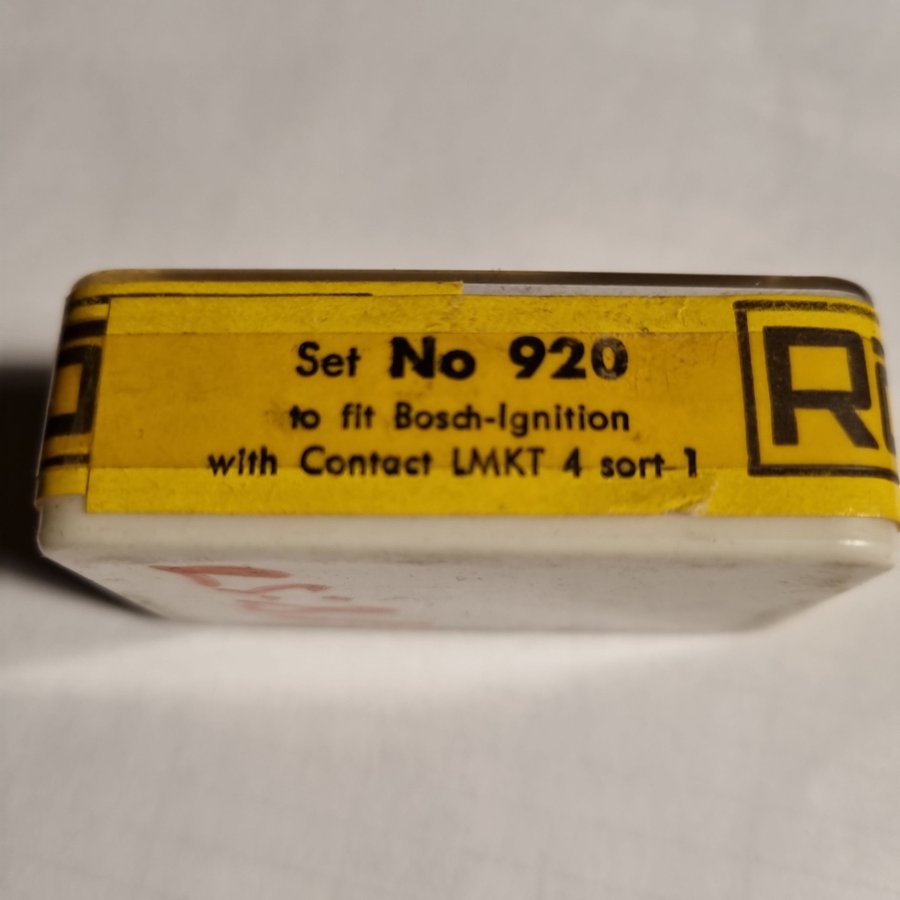 Set No 920
to fit Bosch-Ignition
with Contact LMKT 4 sort 1